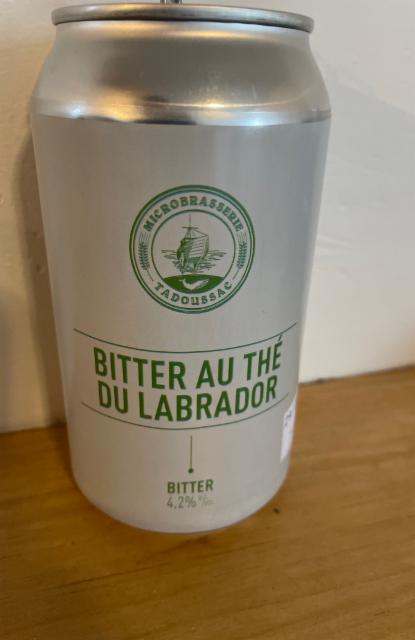 MICROBRASSERIE
TADOUSSAC
BITTER AU THÉ
DU LABRADOR
BITTER
4.2%